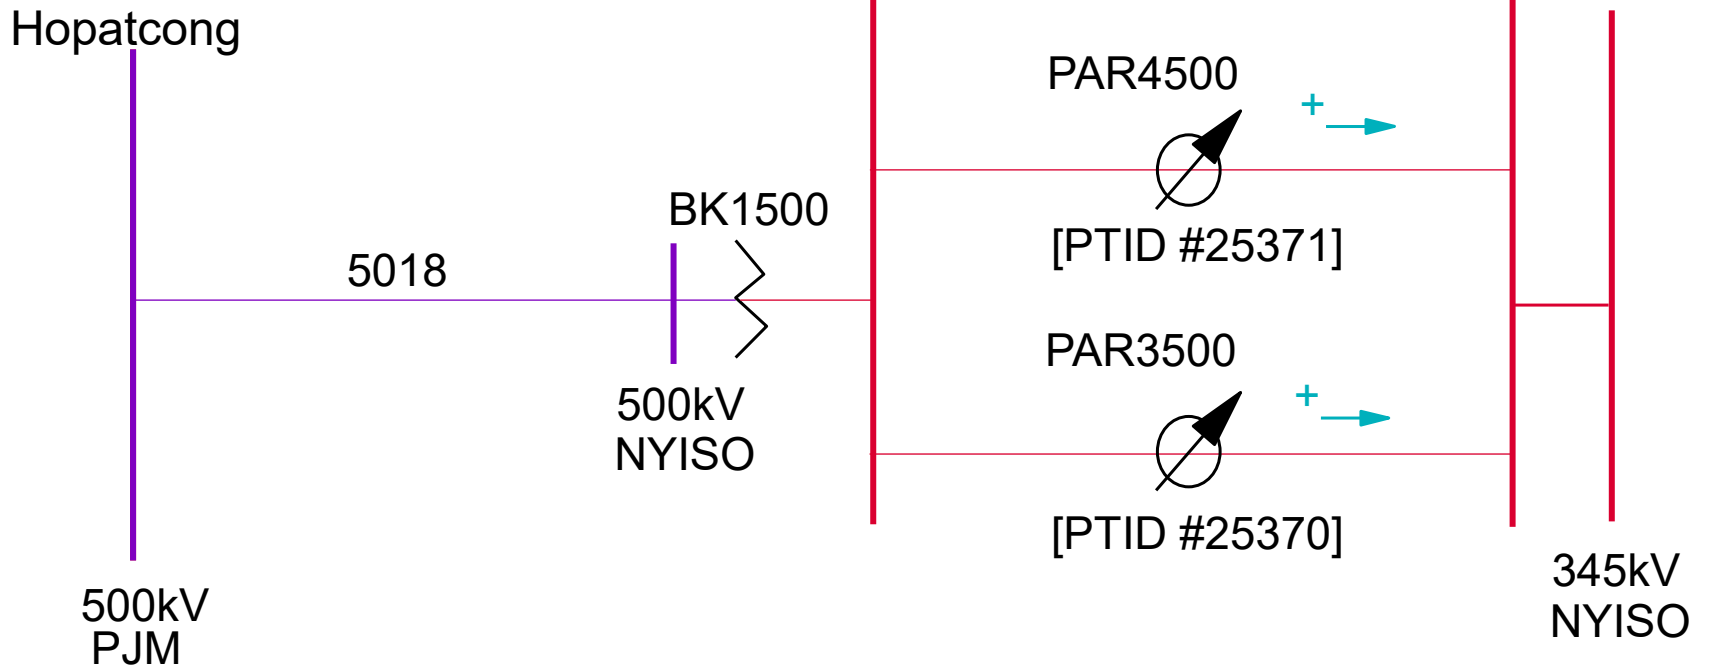 Hopatcong
PAR4500
+
BK1500
[PTID #25371]
5018
PAR3500
+
500kV
NYISO
[PTID #25370]
345kV
NYISO
500kV
PJM